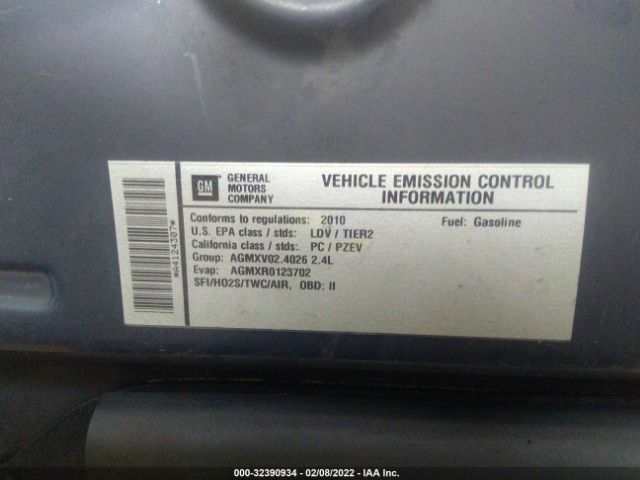 GM
GENERAL
MOTORS
COMPANY
VEHICLE EMISSION CONTROL
INFORMATION
Conforms to regulations: 2010 Fuel: Gasoline
U.S. EPA class / stds: LDV / TIER2
California class / stds: PC / PZEV
Group: AGMXV02.4026 2.4L
Evap: AGMXR0123702
SFI/HO2S/TWC/AIR, OBD: II
*A4124307*
000-32390934 - 02/08/2022 - IAA Inc.